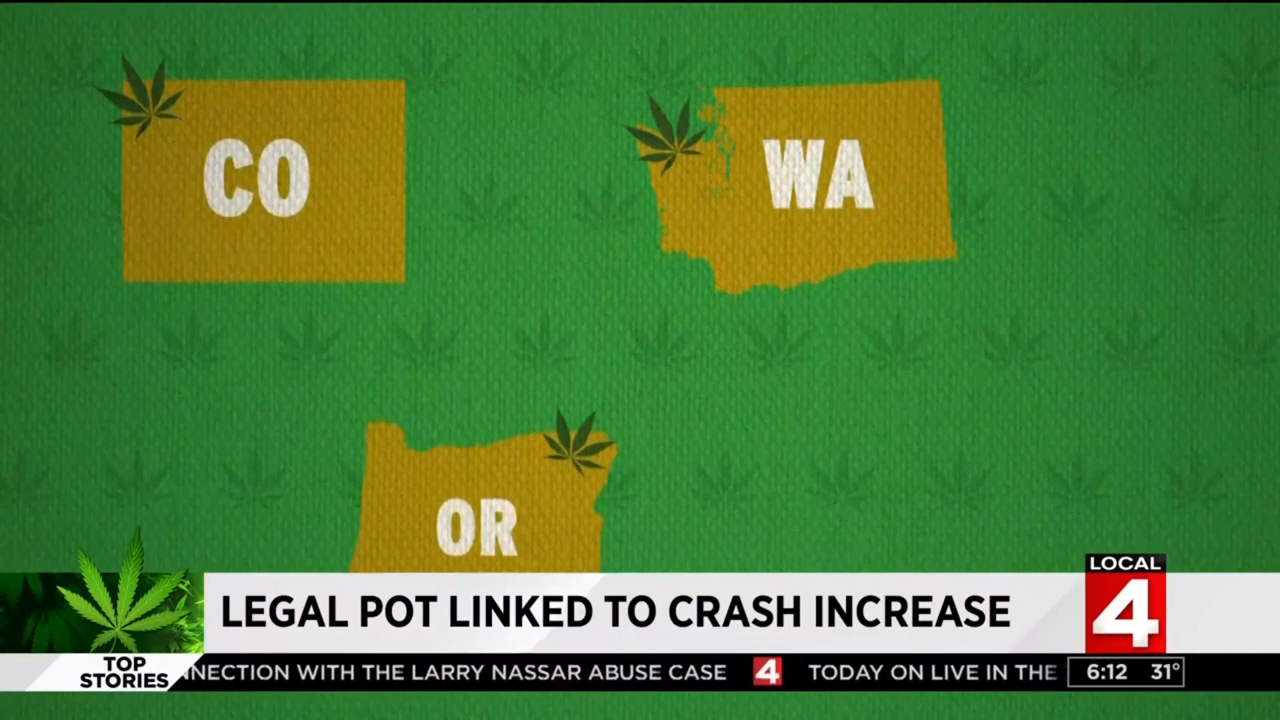 CO
WA
OR
LEGAL POT LINKED TO CRASH INCREASE
LOCAL
4
TOP
STORIES
NNECTION WITH THE LARRY NASSAR ABUSE CASE 4 TODAY ON LIVE IN THE
6:12 31°